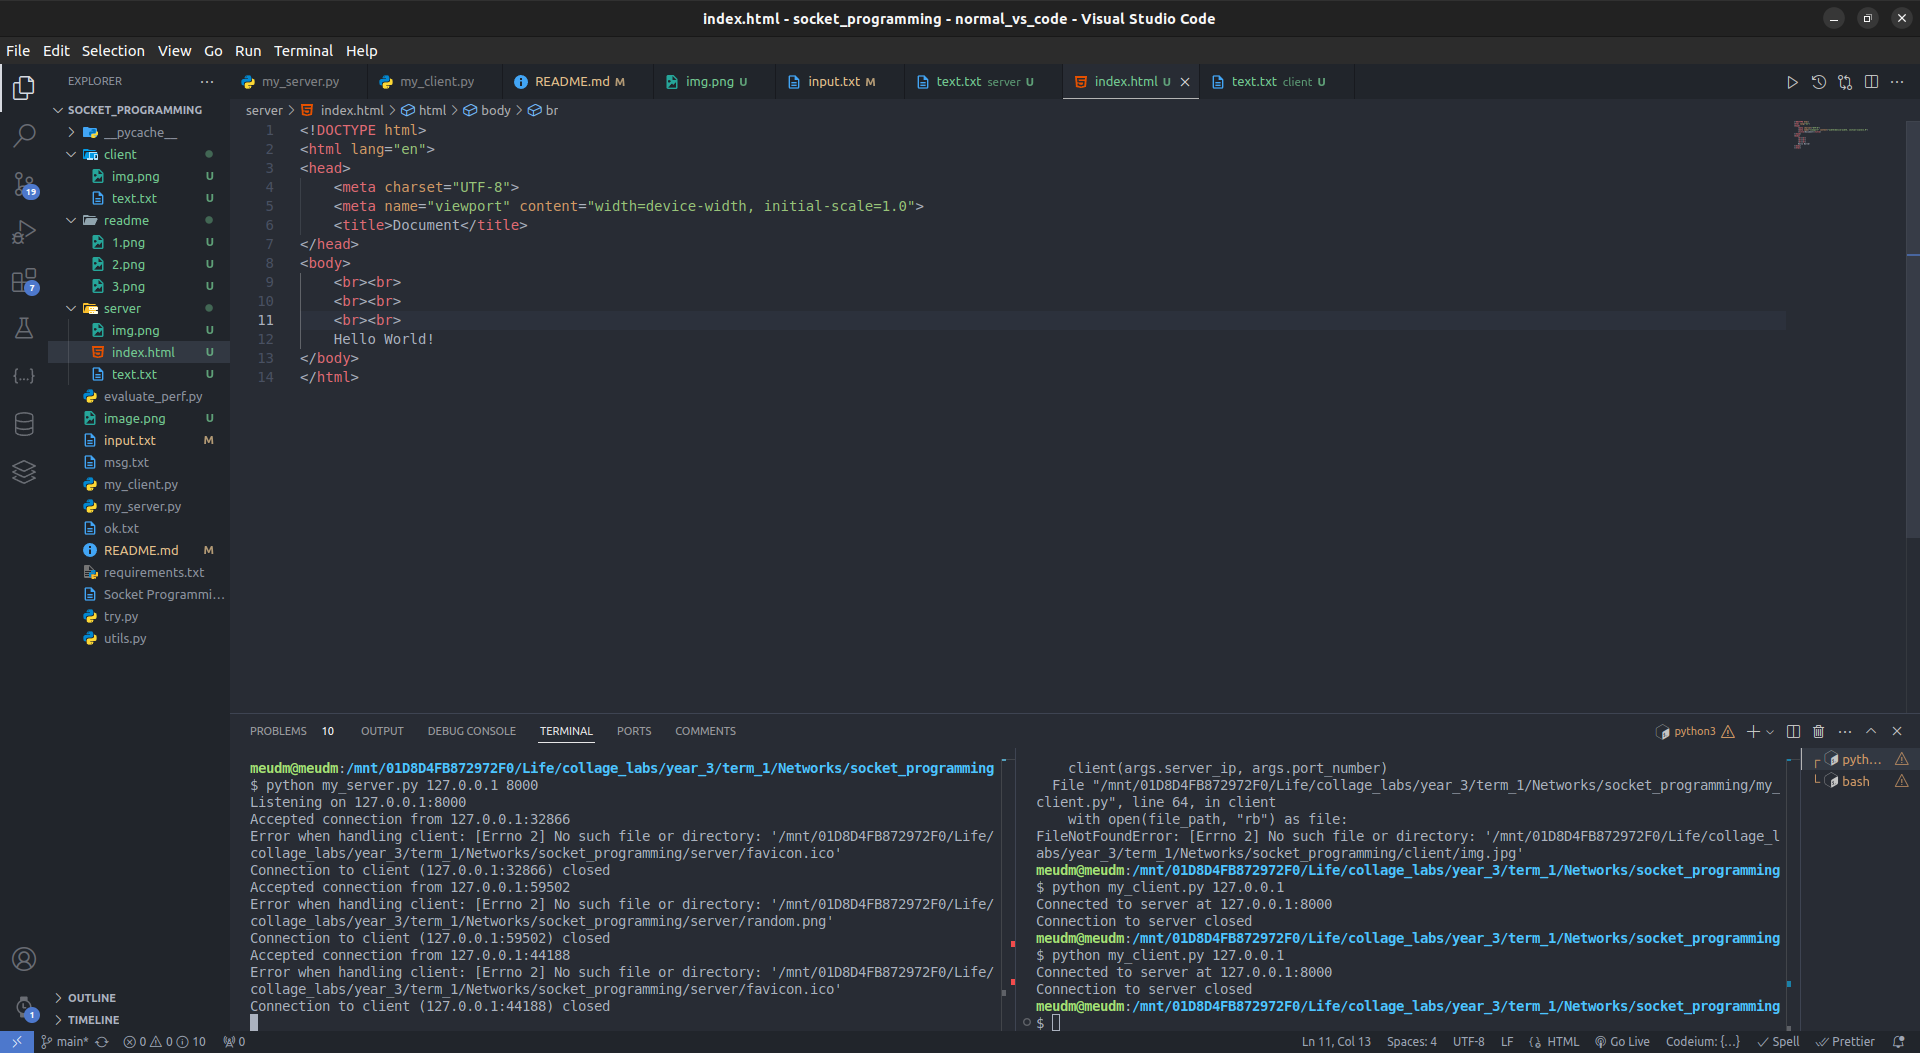 index.html - socket_programming - normal_vs_code - Visual Studio Code
File Edit Selection View Go Run Terminal Help
EXPLORER
SOCKET_PROGRAMMING
__pycache__
client
img.png U
text.txt U
readme
1.png U
2.png U
3.png U
server
img.png U
index.html U
text.txt U
evaluate_perf.py
image.png U
input.txt M
msg.txt
my_client.py
my_server.py
ok.txt
README.md M
requirements.txt
Socket Programmi...
try.py
utils.py
OUTLINE
TIMELINE
19
7
1
my_server.py my_client.py README.md M img.png U input.txt M text.txt server U index.html U text.txt client U
server > index.html > html > body > br
1 <!DOCTYPE html>
2 <html lang="en">
3 <head>
4 <meta charset="UTF-8">
5 <meta name="viewport" content="width=device-width, initial-scale=1.0">
6 <title>Document</title>
7 </head>
8 <body>
9 <br><br>
10 <br><br>
11 <br><br>
12 Hello World!
13 </body>
14 </html>
PROBLEMS 10 OUTPUT DEBUG CONSOLE TERMINAL PORTS COMMENTS
python3
meudm@meudm:/mnt/01D8D4FB872972F0/Life/collage_labs/year_3/term_1/Networks/socket_programming
$ python my_server.py 127.0.0.1 8000
Listening on 127.0.0.1:8000
Accepted connection from 127.0.0.1:32866
Error when handling client: [Errno 2] No such file or directory: '/mnt/01D8D4FB872972F0/Life/
collage_labs/year_3/term_1/Networks/socket_programming/server/favicon.ico'
Connection to client (127.0.0.1:32866) closed
Accepted connection from 127.0.0.1:59502
Error when handling client: [Errno 2] No such file or directory: '/mnt/01D8D4FB872972F0/Life/
collage_labs/year_3/term_1/Networks/socket_programming/server/random.png'
Connection to client (127.0.0.1:59502) closed
Accepted connection from 127.0.0.1:44188
Error when handling client: [Errno 2] No such file or directory: '/mnt/01D8D4FB872972F0/Life/
collage_labs/year_3/term_1/Networks/socket_programming/server/favicon.ico'
Connection to client (127.0.0.1:44188) closed
client(args.server_ip, args.port_number)
File "/mnt/01D8D4FB872972F0/Life/collage_labs/year_3/term_1/Networks/socket_programming/my_
client.py", line 64, in client
with open(file_path, "rb") as file:
FileNotFoundError: [Errno 2] No such file or directory: '/mnt/01D8D4FB872972F0/Life/collage_l
abs/year_3/term_1/Networks/socket_programming/client/img.jpg'
meudm@meudm:/mnt/01D8D4FB872972F0/Life/collage_labs/year_3/term_1/Networks/socket_programming
$ python my_client.py 127.0.0.1
Connected to server at 127.0.0.1:8000
Connection to server closed
meudm@meudm:/mnt/01D8D4FB872972F0/Life/collage_labs/year_3/term_1/Networks/socket_programming
$ python my_client.py 127.0.0.1
Connected to server at 127.0.0.1:8000
Connection to server closed
meudm@meudm:/mnt/01D8D4FB872972F0/Life/collage_labs/year_3/term_1/Networks/socket_programming
$
pyth...
bash
main* 0 0 10 0 Ln 11, Col 13 Spaces: 4 UTF-8 LF HTML Go Live Codeium: {...} Spell Prettier